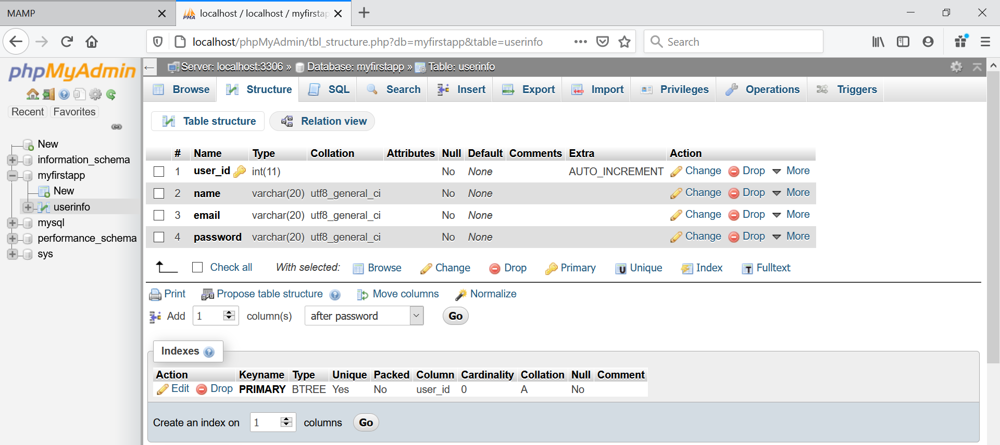 MAMP
localhost / localhost / myfirstap
localhost/phpMyAdmin/tbl_structure.php?db=myfirstapp&table=userinfo
Search
phpMyAdmin
Recent Favorites
New
information_schema
myfirstapp
New
userinfo
mysql
performance_schema
sys
Server: localhost:3306 » Database: myfirstapp » Table: userinfo
Browse Structure SQL Search Insert Export Import Privileges Operations Triggers
Table structure Relation view
# Name Type Collation Attributes Null Default Comments Extra Action
1 user_id int(11) No None AUTO_INCREMENT Change Drop More
2 name varchar(20) utf8_general_ci No None Change Drop More
3 email varchar(20) utf8_general_ci No None Change Drop More
4 password varchar(20) utf8_general_ci No None Change Drop More
Check all With selected: Browse Change Drop Primary Unique Index Fulltext
Print Propose table structure Move columns Normalize
Add 1 column(s) after password Go
Indexes
Action Keyname Type Unique Packed Column Cardinality Collation Null Comment
Edit Drop PRIMARY BTREE Yes No user_id 0 A No
Create an index on 1 columns Go